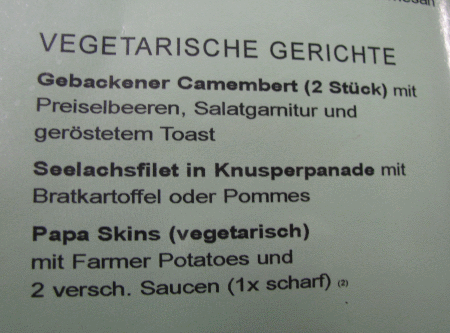 VEGETARISCHE GERICHTE
Gebackener Camembert (2 Stück) mit
Preiselbeeren, Salatgarnitur und
geröstetem Toast
Seelachsfilet in Knusperpanade mit
Bratkartoffel oder Pommes
Papa Skins (vegetarisch)
mit Farmer Potatoes und
2 versch. Saucen (1x scharf) (2)